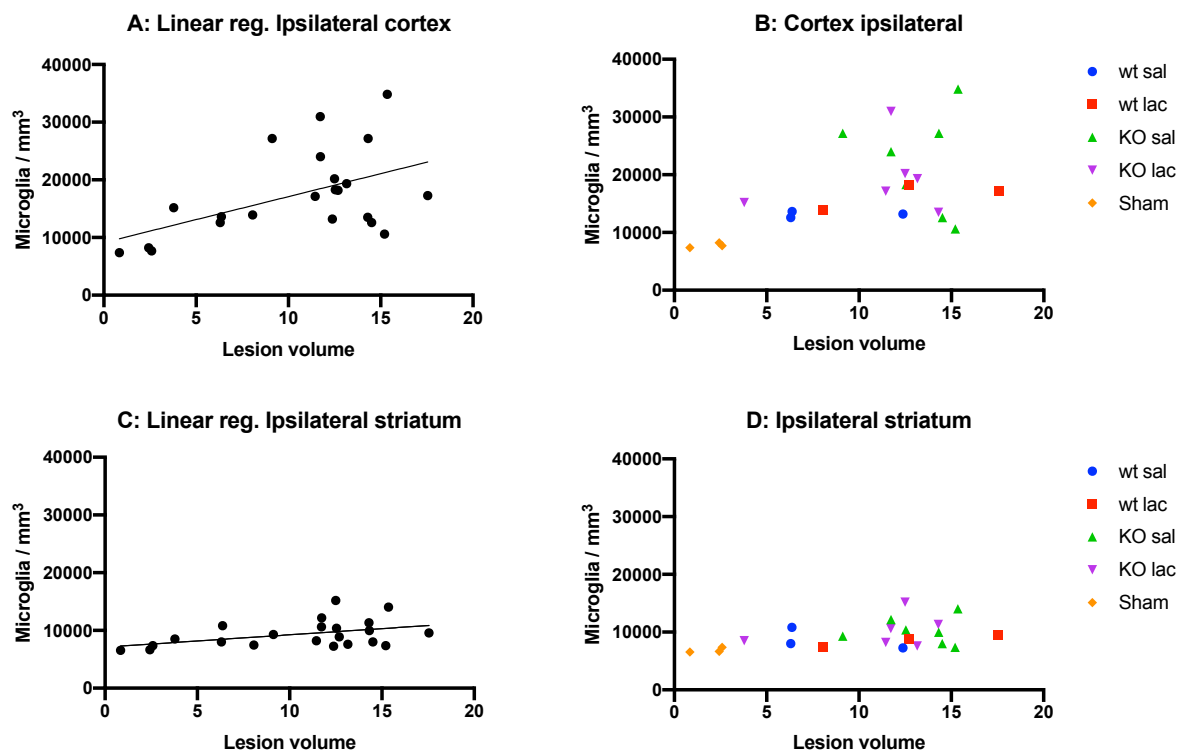 A: Linear reg. Ipsilateral cortex
Microglia / mm³
40000
30000
20000
10000
0
0 5 10 15 20
Lesion volume
B: Cortex ipsilateral
Microglia / mm³
40000
30000
20000
10000
0
0 5 10 15 20
Lesion volume
wt sal
wt lac
KO sal
KO lac
Sham
C: Linear reg. Ipsilateral striatum
Microglia / mm³
40000
30000
20000
10000
0
0 5 10 15 20
Lesion volume
D: Ipsilateral striatum
Microglia / mm³
40000
30000
20000
10000
0
0 5 10 15 20
Lesion volume
wt sal
wt lac
KO sal
KO lac
Sham